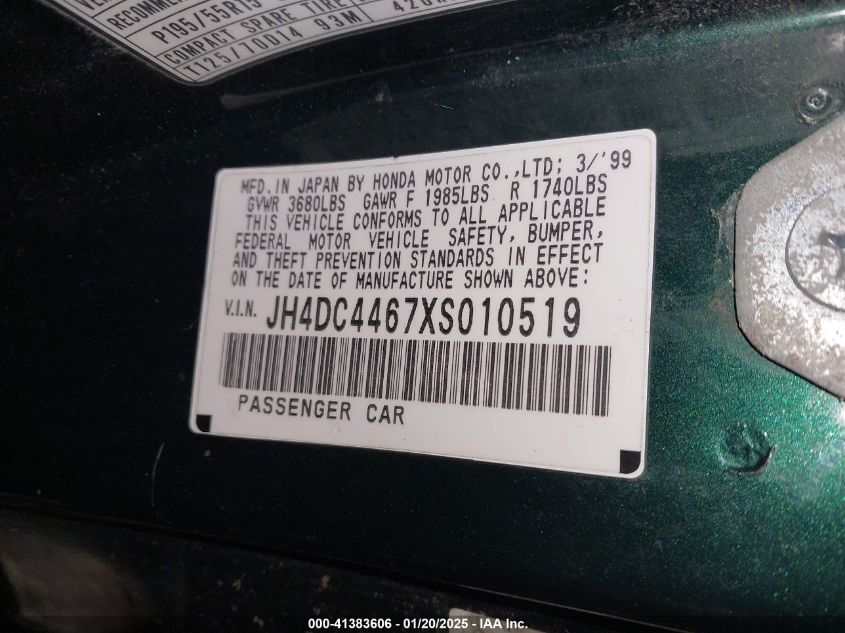 RECOMMEN
P195/55R15
COMPACT SPARE TIRE
T125/70D14 93M 420
MFD. IN JAPAN BY HONDA MOTOR CO.,LTD; 3/'99
GVWR 3680LBS GAWR F 1985LBS R 1740LBS
THIS VEHICLE CONFORMS TO ALL APPLICABLE
FEDERAL MOTOR VEHICLE SAFETY, BUMPER,
AND THEFT PREVENTION STANDARDS IN EFFECT
ON THE DATE OF MANUFACTURE SHOWN ABOVE:
V.I.N. JH4DC4467XS010519
PASSENGER CAR
000-41383606 - 01/20/2025 - IAA Inc.